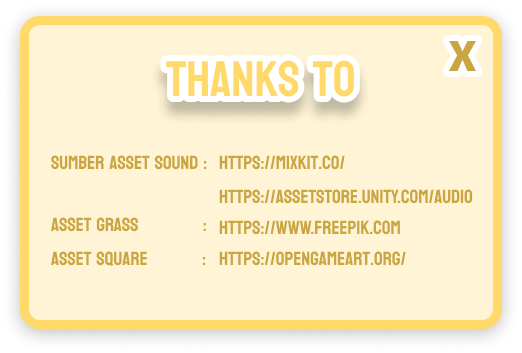 THANKS TO
X
SUMBER ASSET SOUND : HTTPS://MIXKIT.CO/
HTTPS://ASSETSTORE.UNITY.COM/AUDIO
ASSET GRASS : HTTPS://WWW.FREEPIK.COM
ASSET SQUARE : HTTPS://OPENGAMEART.ORG/